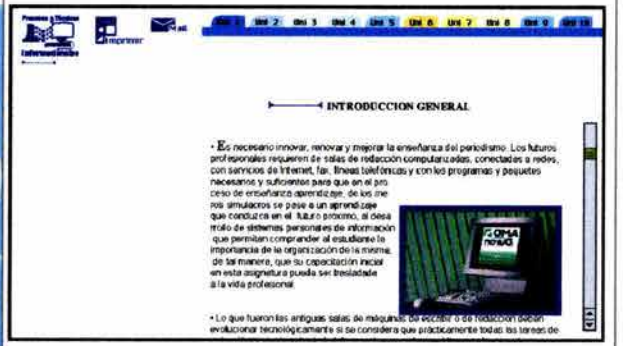 Procesos y Técnicas
Informacionales
Imprimir
Mail
Uni 2
Uni 3
Uni 4
Uni 5
Uni 6
Uni 7
Uni 8
Uni 9
Uni 10
INTRODUCCION GENERAL
• Es necesario innovar, renovar y mejorar la enseñanza del periodismo. Los futuros
profesionales requieren de salas de redacción computarizadas, conectadas a redes,
con servicios de Internet, fax, líneas telefónicas y con los programas y paquetes
necesarios y suficientes para que en el pro
ceso de enseñanza aprendizaje, de los me
ros simulacros se pase a un aprendizaje
que conduzca en el futuro próximo, al desa
rrollo de sistemas personales de información
que permitan comprender al estudiante la
importancia de la organización de la misma,
de tal manera, que su capacitación inicial
en esta asignatura pueda ser trasladada
a la vida profesional.
• Lo que fueron las antiguas salas de máquinas de escribir o de redacción deben
evolucionar tecnológicamente si se considera que prácticamente todas las tareas de